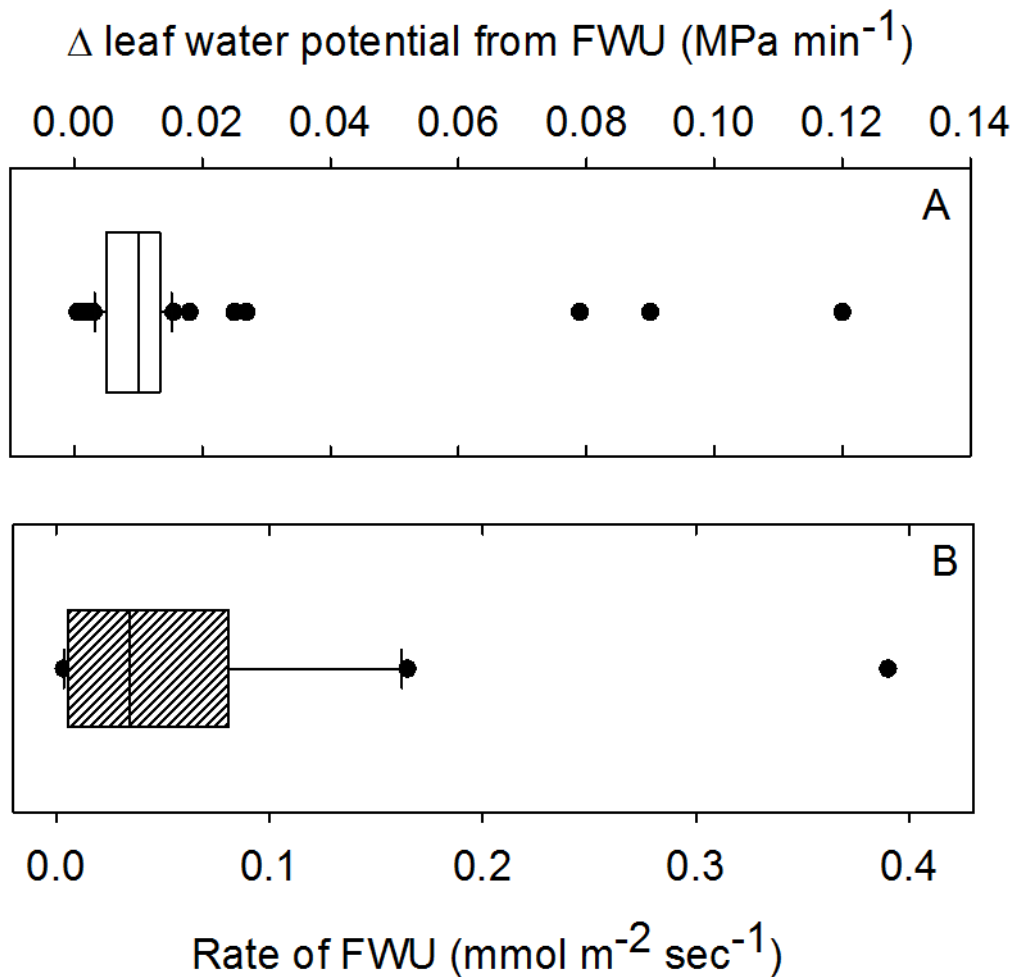 Δ leaf water potential from FWU (MPa min⁻¹)
0.00 0.02 0.04 0.06 0.08 0.10 0.12 0.14
A
B
0.0 0.1 0.2 0.3 0.4
Rate of FWU (mmol m⁻² sec⁻¹)